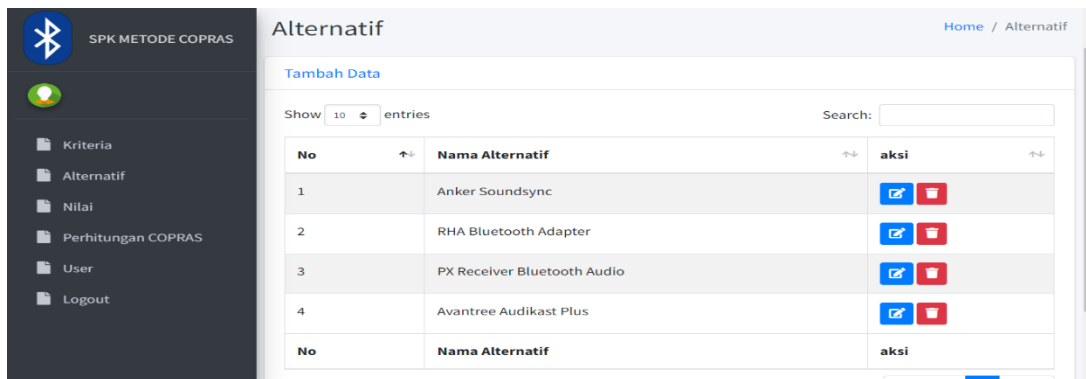 SPK METODE COPRAS
Kriteria
Alternatif
Nilai
Perhitungan COPRAS
User
Logout
Alternatif
Home / Alternatif
Tambah Data
Show 10 entries
Search:
No Nama Alternatif aksi
1 Anker Soundsync
2 RHA Bluetooth Adapter
3 PX Receiver Bluetooth Audio
4 Avantree Audikast Plus
No Nama Alternatif aksi